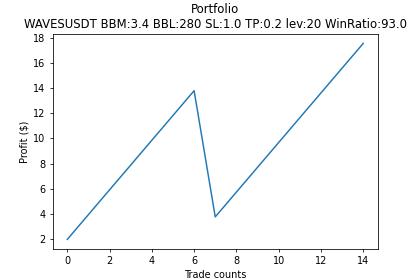 Portfolio
WAVESUSDT BBM:3.4 BBL:280 SL:1.0 TP:0.2 lev:20 WinRatio:93.0
18
16
14
12
10
8
6
4
2
Profit ($)
0 2 4 6 8 10 12 14
Trade counts